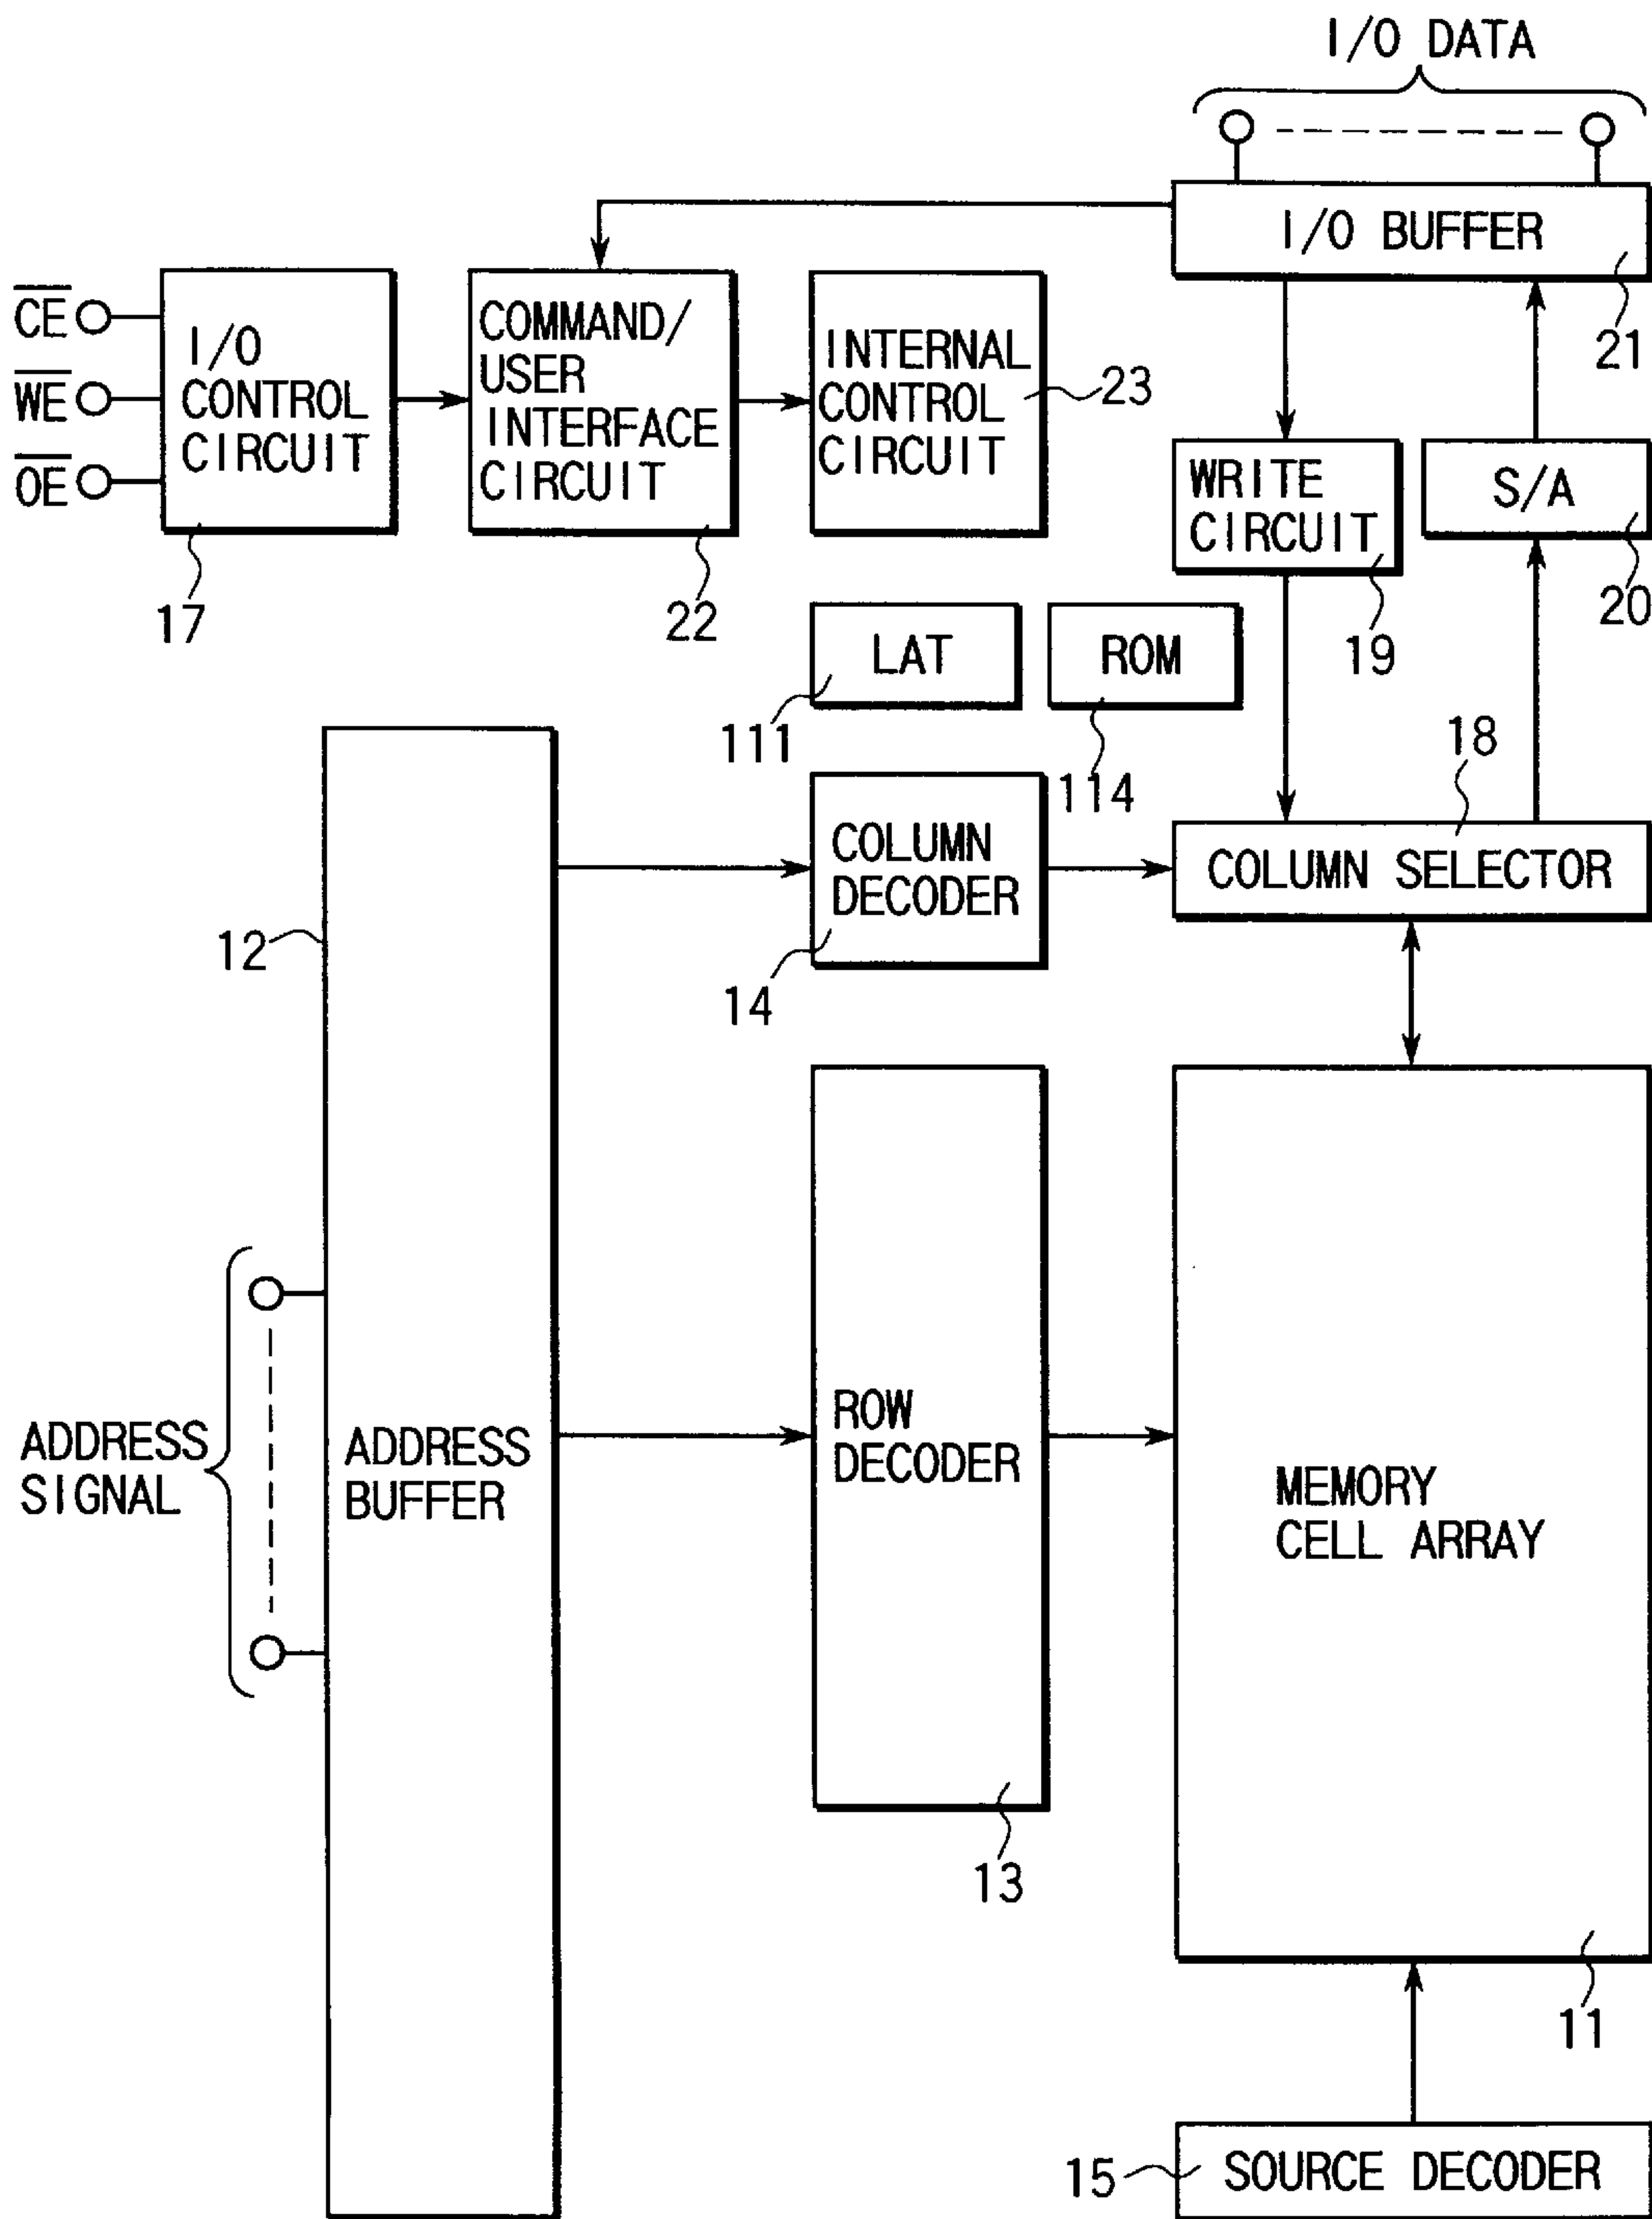 I/O DATA
I/O BUFFER
21
CE
WE
OE
I/O
CONTROL
CIRCUIT
17
COMMAND/
USER
INTERFACE
CIRCUIT
22
INTERNAL
CONTROL
CIRCUIT
23
WRITE
CIRCUIT
19
S/A
20
LAT
111
ROM
114
18
COLUMN
DECODER
14
COLUMN SELECTOR
12
ADDRESS
SIGNAL
ADDRESS
BUFFER
ROW
DECODER
13
MEMORY
CELL ARRAY
11
15
SOURCE DECODER